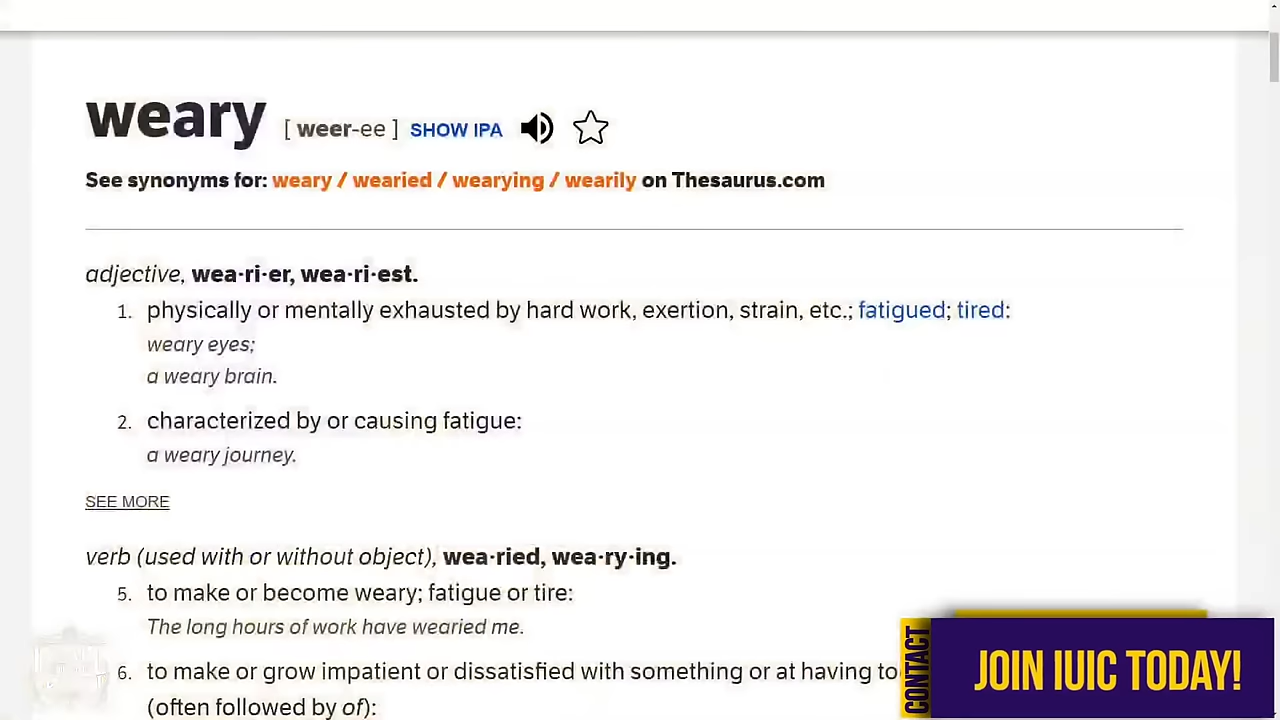 weary [ weer-ee ] SHOW IPA
See synonyms for: weary / wearied / wearying / wearily on Thesaurus.com
adjective, wea·ri·er, wea·ri·est.
1. physically or mentally exhausted by hard work, exertion, strain, etc.; fatigued; tired:
weary eyes;
a weary brain.
2. characterized by or causing fatigue:
a weary journey.
SEE MORE
verb (used with or without object), wea·ried, wea·ry·ing.
5. to make or become weary; fatigue or tire:
The long hours of work have wearied me.
6. to make or grow impatient or dissatisfied with something or at having to
(often followed by of):
CONTACT
JOIN IUIC TODAY!